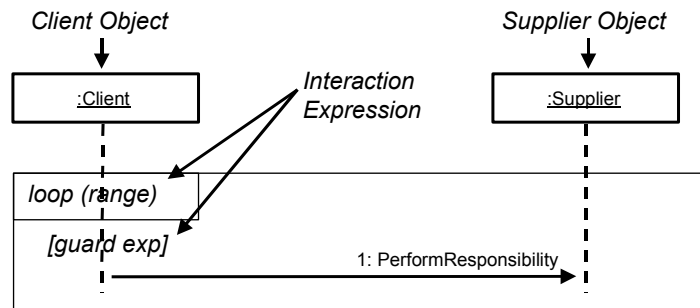 Client Object
Supplier Object
:Client
Interaction
Expression
:Supplier
loop (range)
[guard exp]
1: PerformResponsibility